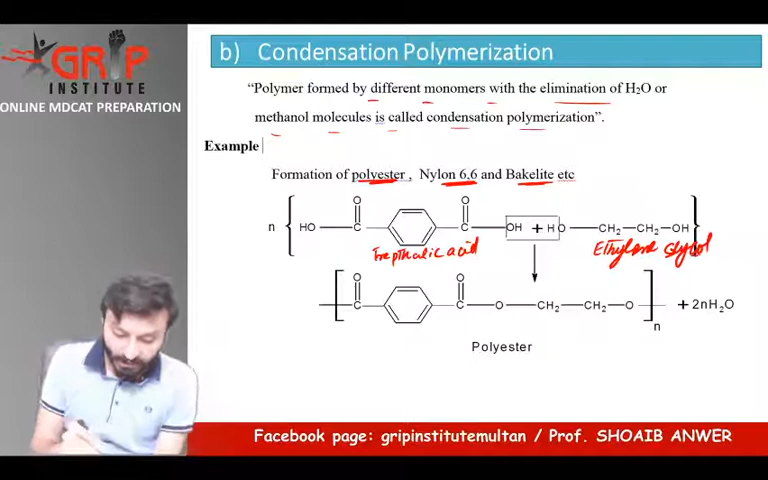 GRIP
INSTITUTE
ONLINE MDCAT PREPARATION
b) Condensation Polymerization
“Polymer formed by different monomers with the elimination of H₂O or
methanol molecules is called condensation polymerization”.
Example
Formation of polyester , Nylon 6,6 and Bakelite etc
n { HO C O C O OH + H O CH₂ CH₂ OH }
Trepthalic acid Ethylene Glycol
[ C O C O O CH₂ CH₂ O ] n + 2nH₂O
Polyester
Facebook page: gripinstitutemultan / Prof. SHOAIB ANWER